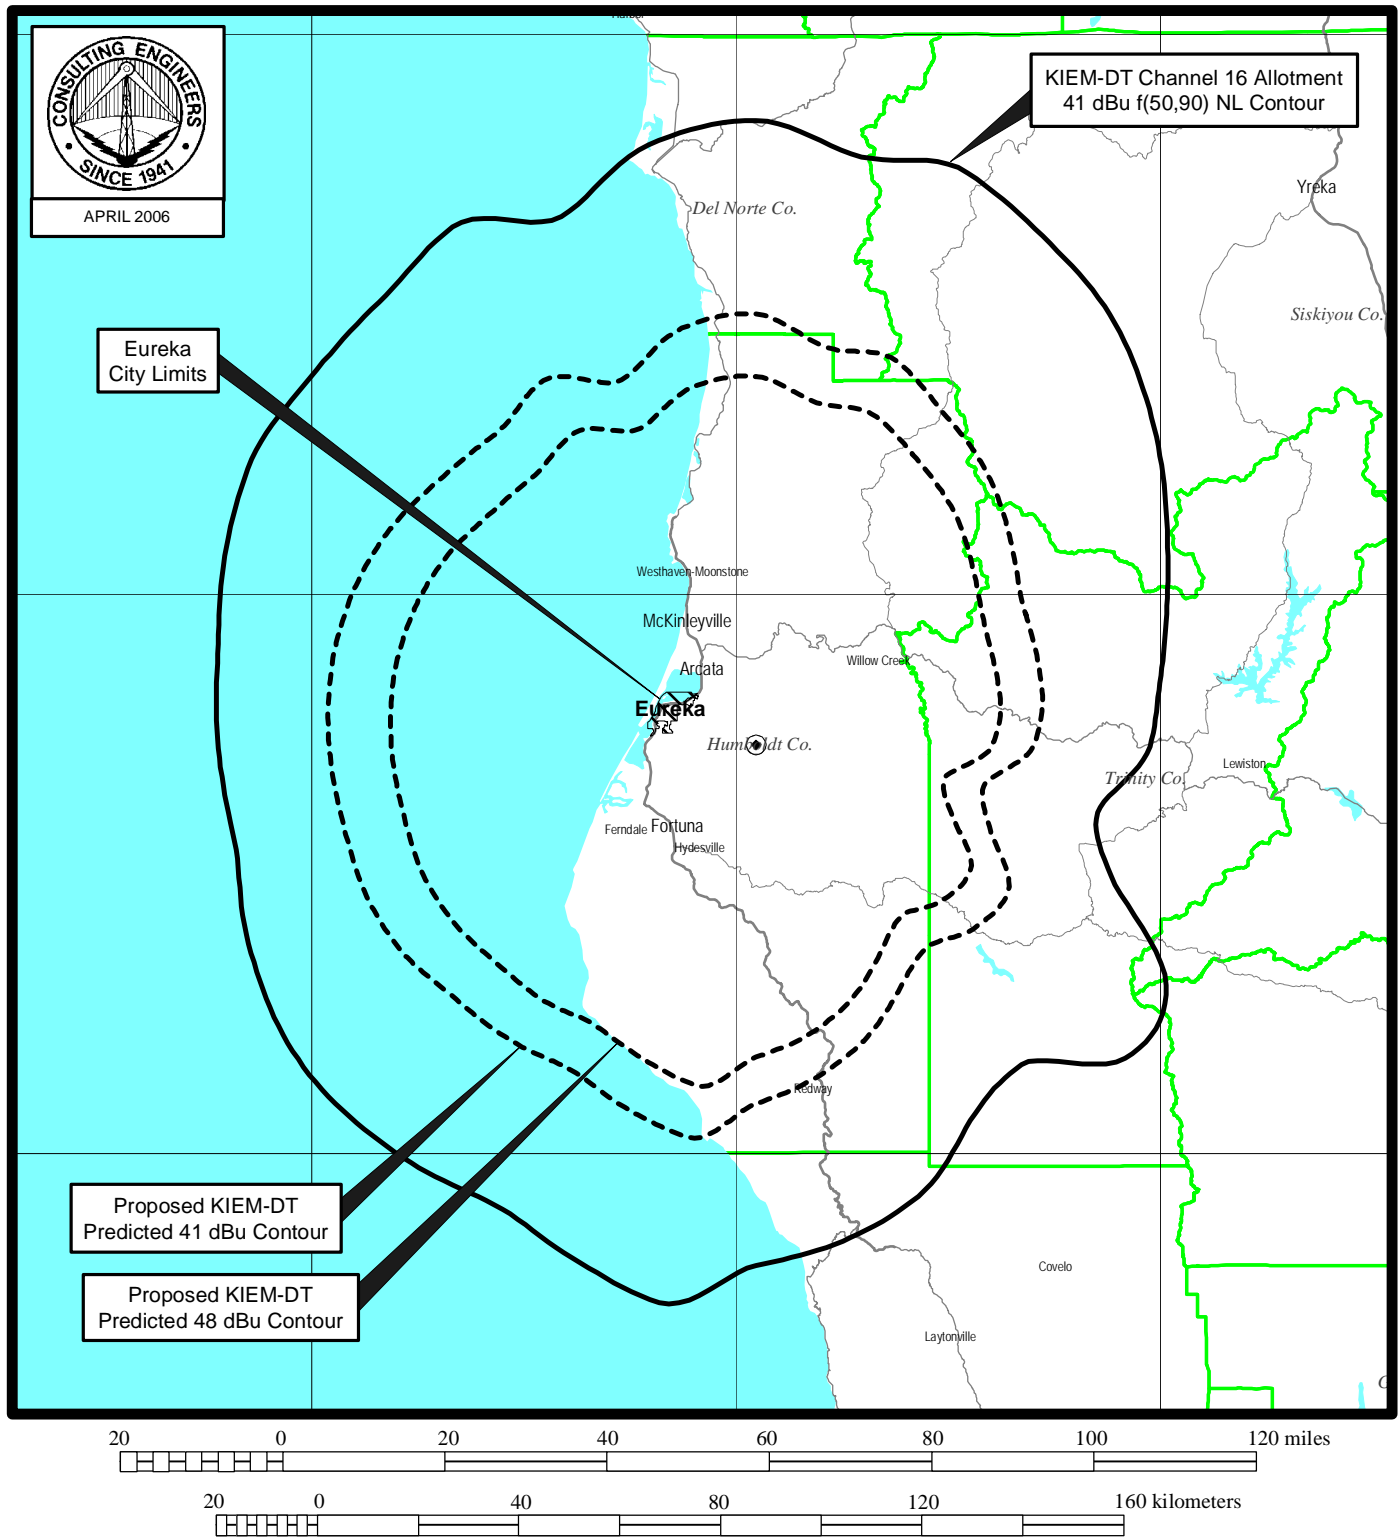 Harbor
CONSULTING ENGINEERS
• SINCE 1941 •
APRIL 2006
KIEM-DT Channel 16 Allotment
41 dBu f(50,90) NL Contour
Yreka
Del Norte Co.
Siskiyou Co.
Eureka
City Limits
Westhaven-Moonstone
McKinleyville
Willow Creek
Arcata
Eureka
Humboldt Co.
Lewiston
Trinity Co.
Ferndale
Fortuna
Hydesville
Redway
Proposed KIEM-DT
Predicted 41 dBu Contour
Proposed KIEM-DT
Predicted 48 dBu Contour
Covelo
Laytonville
20 0 20 40 60 80 100 120 miles
20 0 40 80 120 160 kilometers